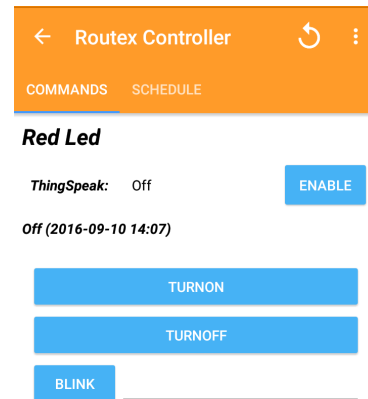 Routex Controller
COMMANDS SCHEDULE
Red Led
ThingSpeak: Off ENABLE
Off (2016-09-10 14:07)
TURNON
TURNOFF
BLINK